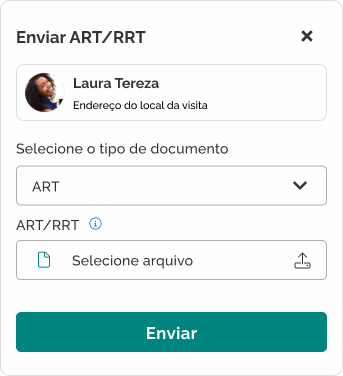 Enviar ART/RRT
Laura Tereza
Endereço do local da visita
Selecione o tipo de documento
ART
ART/RRT
Selecione arquivo
Enviar